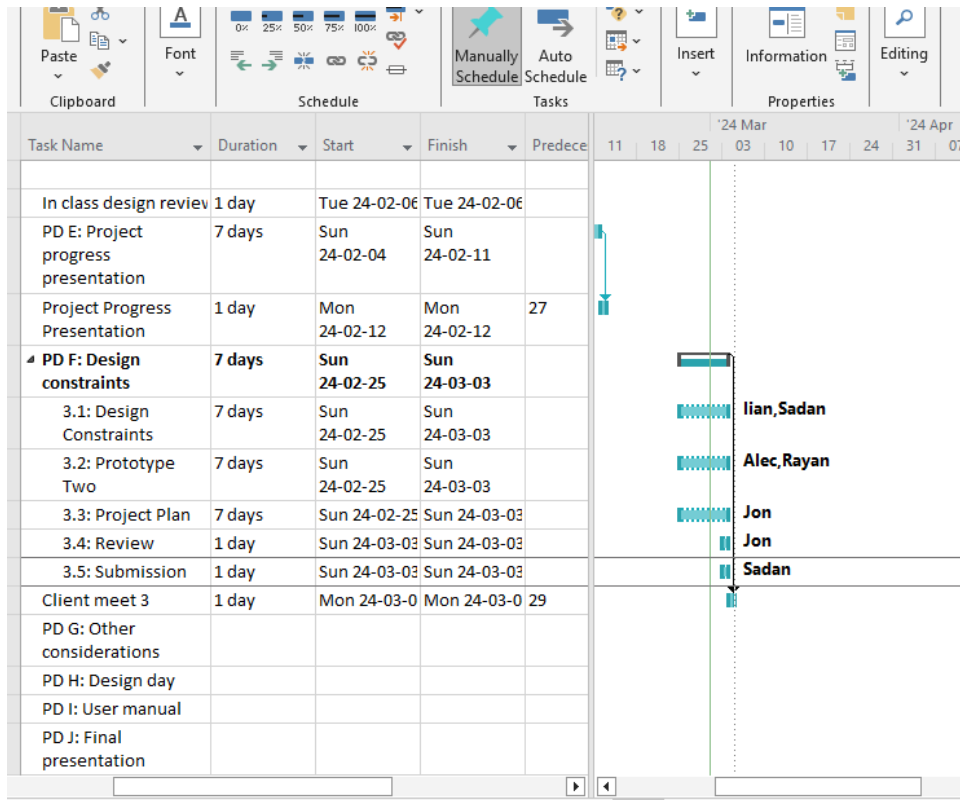 0% 25% 50% 75% 100%
Paste
Font
Manually Schedule
Auto Schedule
Insert
Information
Editing
Clipboard
Schedule
Tasks
Properties
'24 Mar '24 Apr
Task Name Duration Start Finish Predece
11 18 25 03 10 17 24 31 07
In class design review 1 day Tue 24-02-06 Tue 24-02-06
PD E: Project 7 days Sun Sun
progress 24-02-04 24-02-11
presentation
Project Progress 1 day Mon Mon 27
Presentation 24-02-12 24-02-12
PD F: Design 7 days Sun Sun
constraints 24-02-25 24-03-03
3.1: Design 7 days Sun Sun lian,Sadan
Constraints 24-02-25 24-03-03
3.2: Prototype 7 days Sun Sun Alec,Rayan
Two 24-02-25 24-03-03
3.3: Project Plan 7 days Sun 24-02-25 Sun 24-03-03 Jon
3.4: Review 1 day Sun 24-03-03 Sun 24-03-03 Jon
3.5: Submission 1 day Sun 24-03-03 Sun 24-03-03 Sadan
Client meet 3 1 day Mon 24-03-0 Mon 24-03-0 29
PD G: Other
considerations
PD H: Design day
PD I: User manual
PD J: Final
presentation